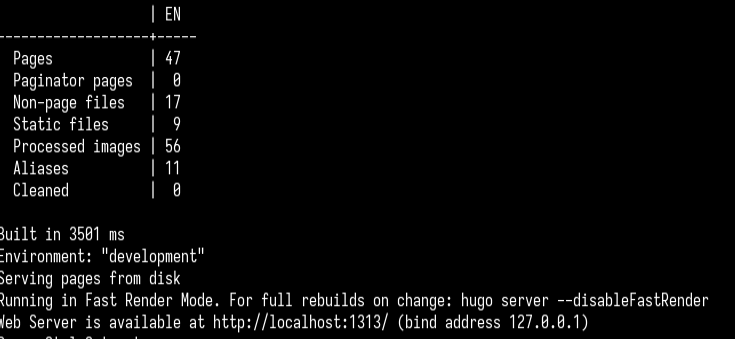 | EN
-------------------+-----
Pages | 47
Paginator pages | 0
Non-page files | 17
Static files | 9
Processed images | 56
Aliases | 11
Cleaned | 0
Built in 3501 ms
Environment: "development"
Serving pages from disk
Running in Fast Render Mode. For full rebuilds on change: hugo server --disableFastRender
Web Server is available at http://localhost:1313/ (bind address 127.0.0.1)